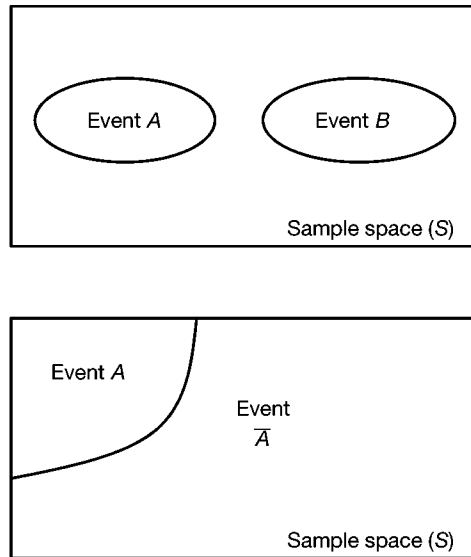 Event A
Event B
Sample space (S)
Event A
Event
A̅
Sample space (S)